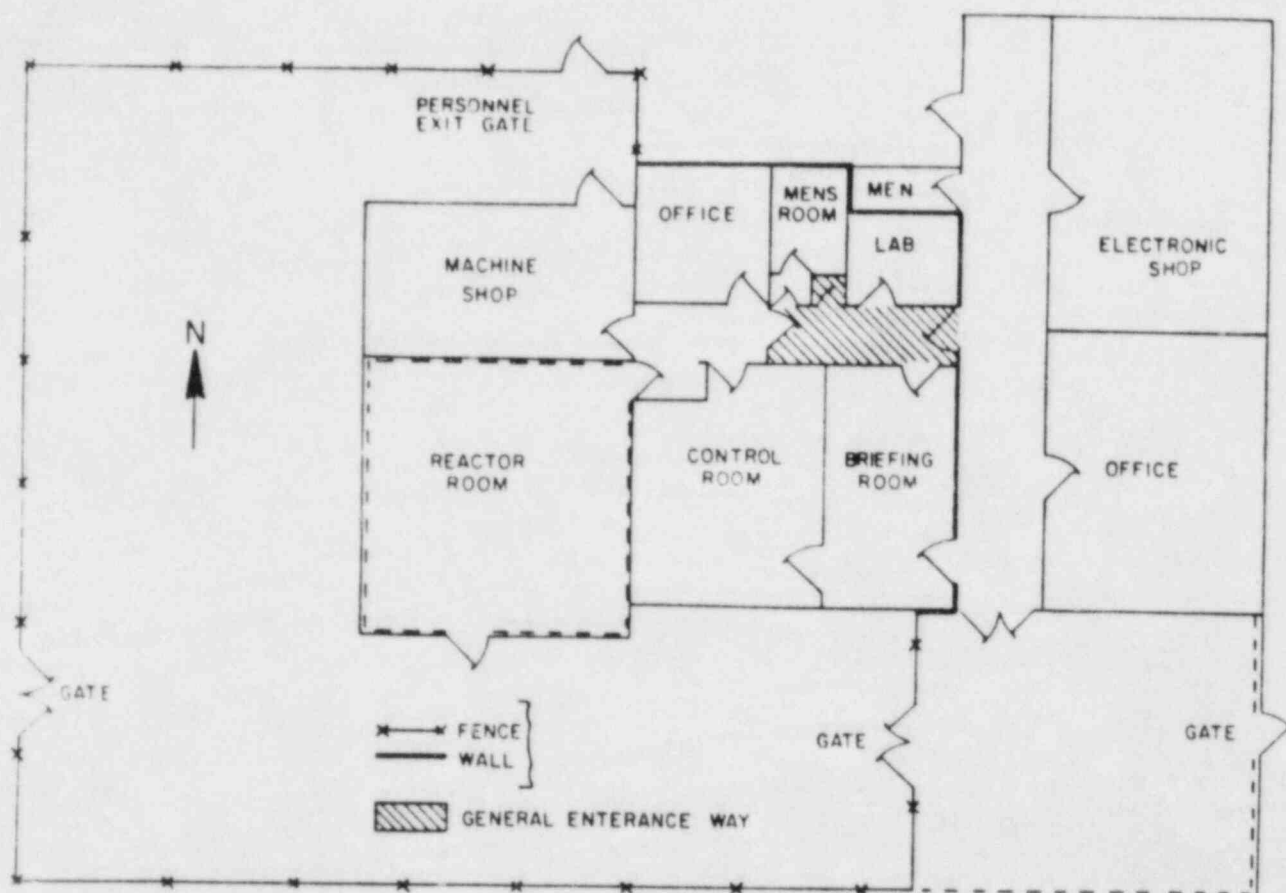 PERSONNEL
EXIT GATE
OFFICE
MENS
ROOM
MEN
LAB
MACHINE
SHOP
ELECTRONIC
SHOP
N
REACTOR
ROOM
CONTROL
ROOM
BRIEFING
ROOM
OFFICE
GATE
FENCE
WALL
GATE
GATE
GENERAL ENTERANCE WAY